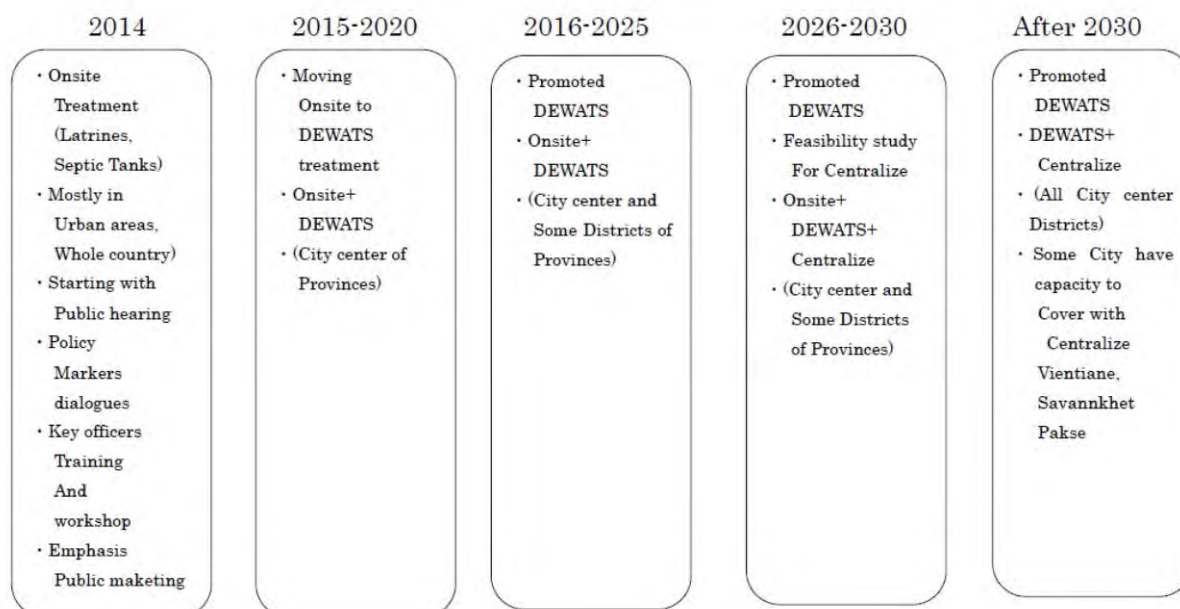 2014
・Onsite
Treatment
(Latrines,
Septic Tanks)
・Mostly in
Urban areas,
Whole country)
・Starting with
Public hearing
・Policy
Markers
dialogues
・Key officers
Training
And
workshop
・Emphasis
Public maketing
2015-2020
・Moving
Onsite to
DEWATS
treatment
・Onsite+
DEWATS
・(City center of
Provinces)
2016-2025
・Promoted
DEWATS
・Onsite+
DEWATS
・(City center and
Some Districts of
Provinces)
2026-2030
・Promoted
DEWATS
・Feasibility study
For Centralize
・Onsite+
DEWATS+
Centralize
・(City center and
Some Districts
of Provinces)
After 2030
・Promoted
DEWATS
・DEWATS+
Centralize
・(All City center
Districts)
・Some City have
capacity to
Cover with
Centralize
Vientiane,
Savannkhet
Pakse